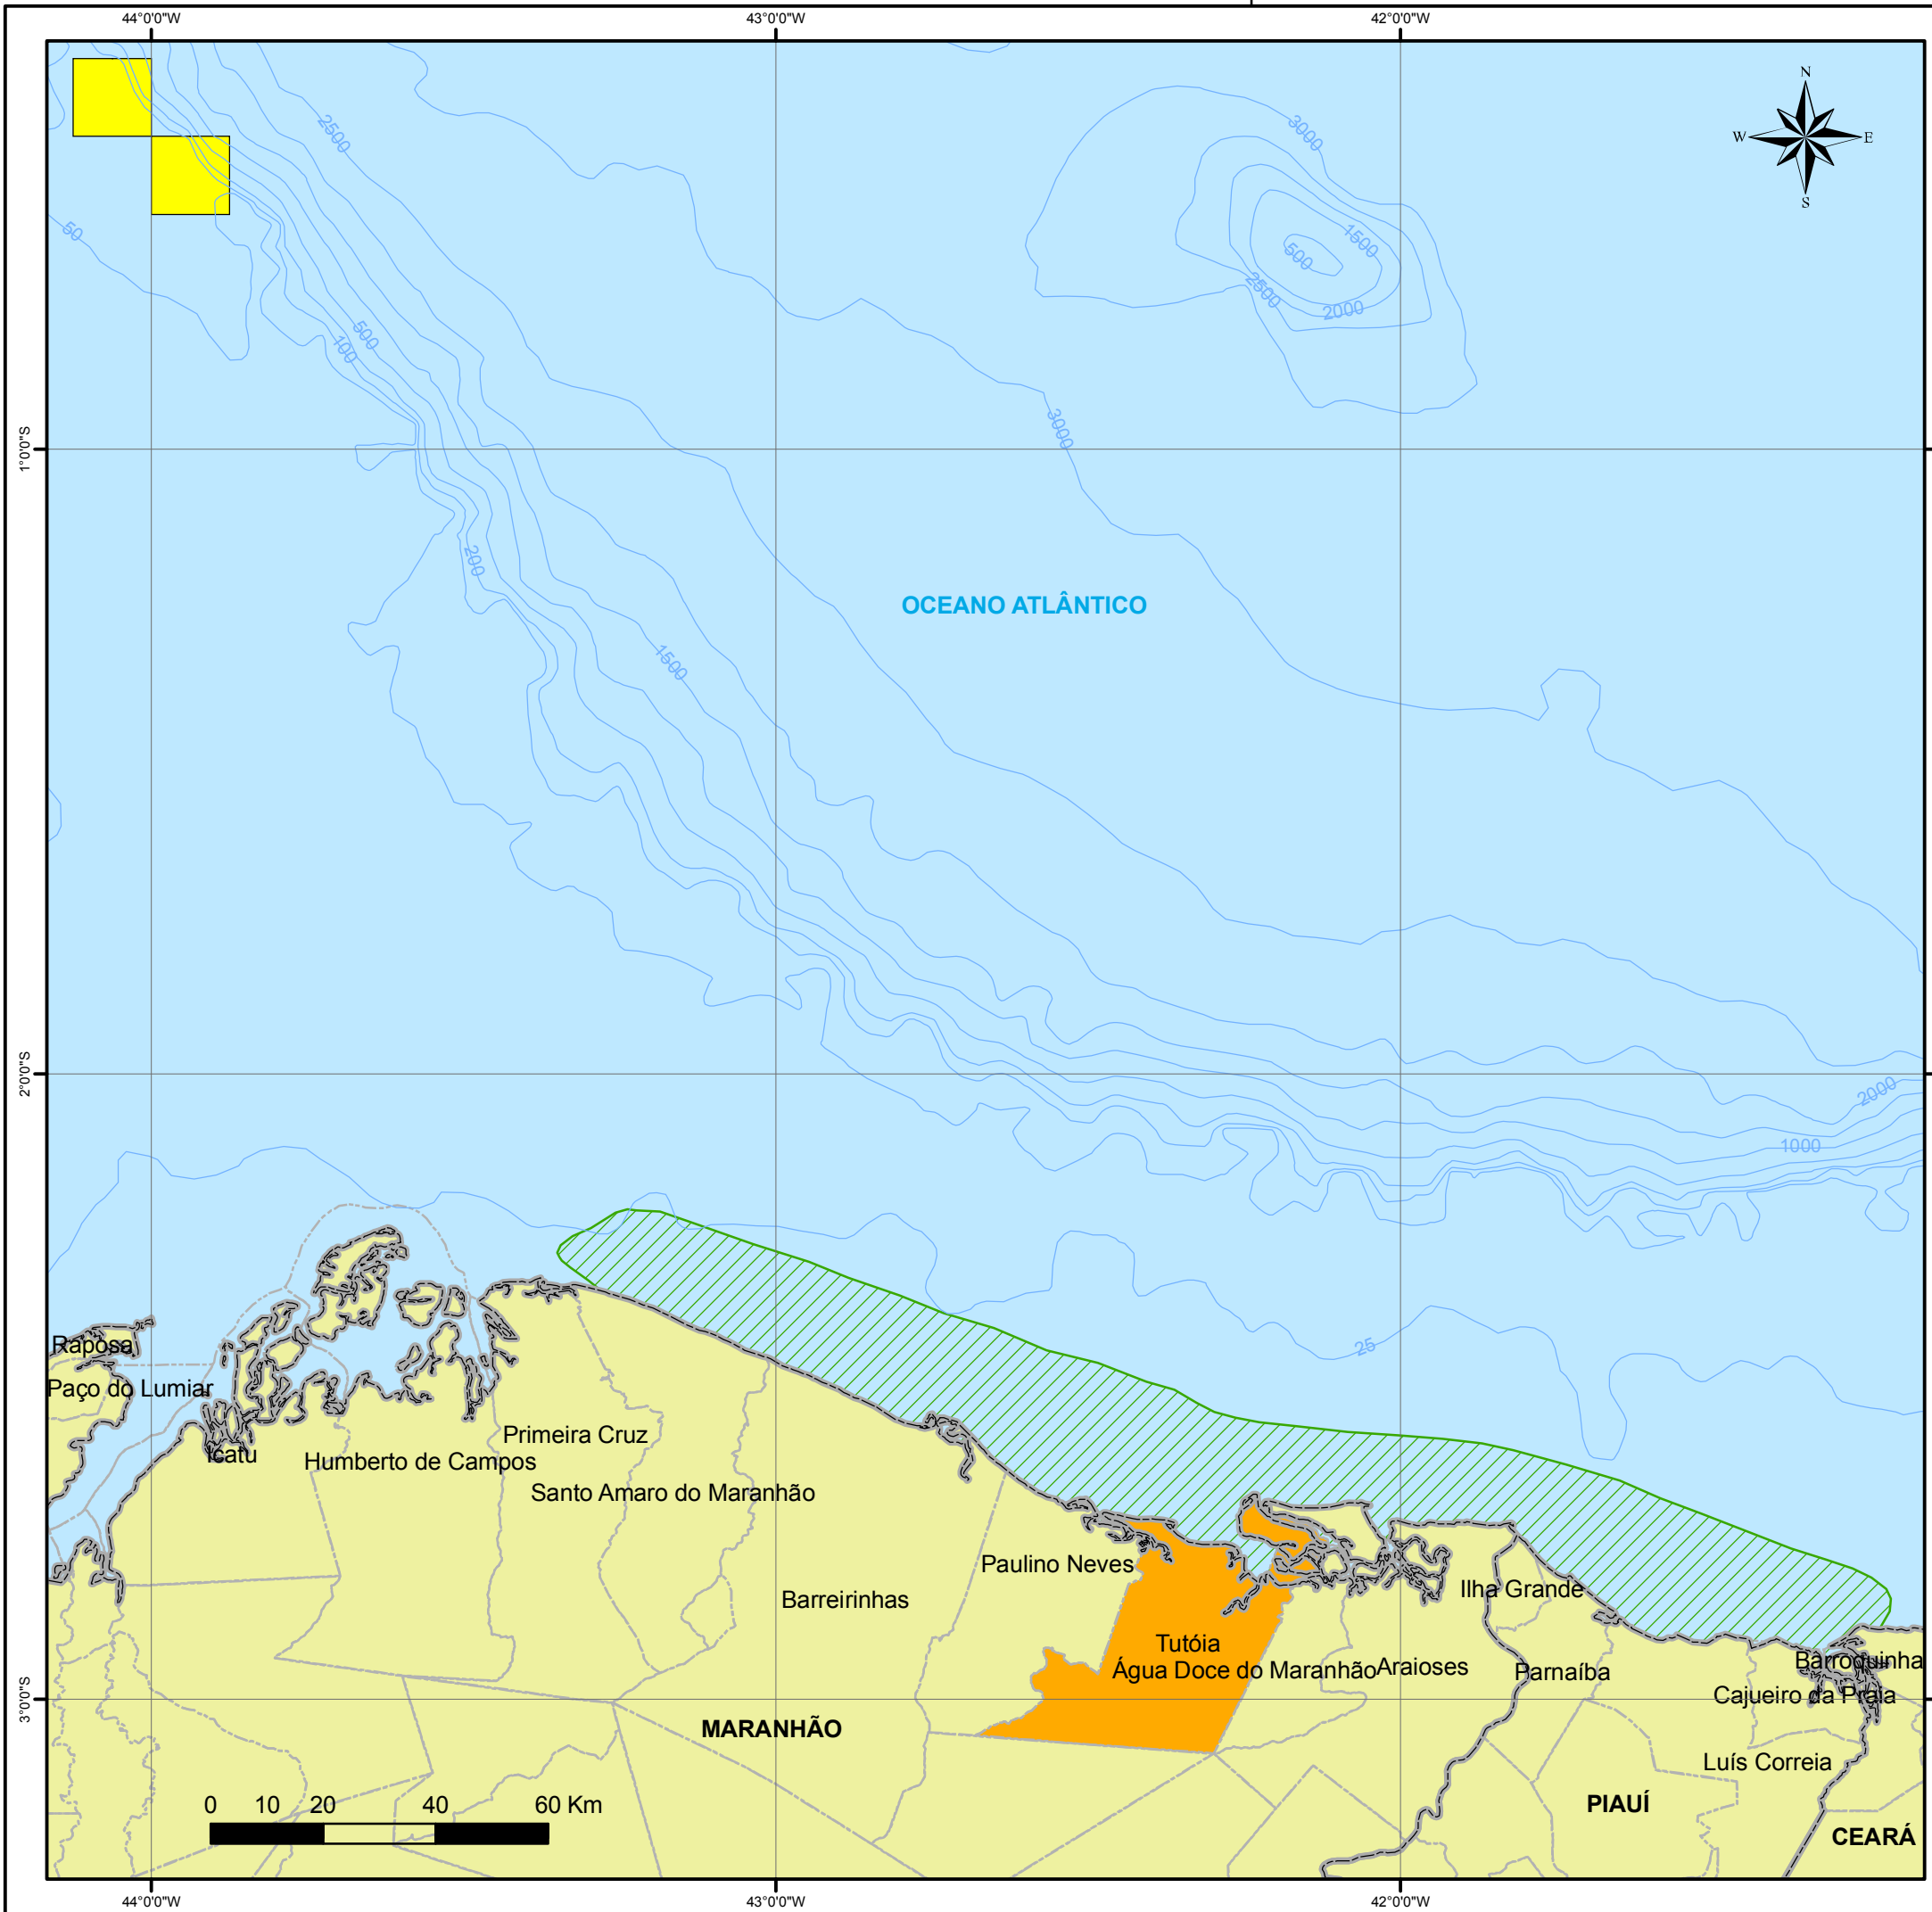 44°0'0"W 43°0'0"W 42°0'0"W
N
W E
S
2500
3000
50
1500
500
2500
2000
500
100
3000
1°0'0"S
200
OCEANO ATLÂNTICO
1500
2°0'0"S
2000
1000
25
Raposa
Paço do Lumiar
Primeira Cruz
Icatu
Humberto de Campos
Santo Amaro do Maranhão
Paulino Neves
Ilha Grande
Barreirinhas
Tutóia
Água Doce do Maranhão
Araioses
Parnaíba
Barroquinha
Cajueiro da Praia
3°0'0"S
MARANHÃO
Luís Correia
PIAUÍ
CEARÁ
0 10 20 40 60 Km
44°0'0"W 43°0'0"W 42°0'0"W